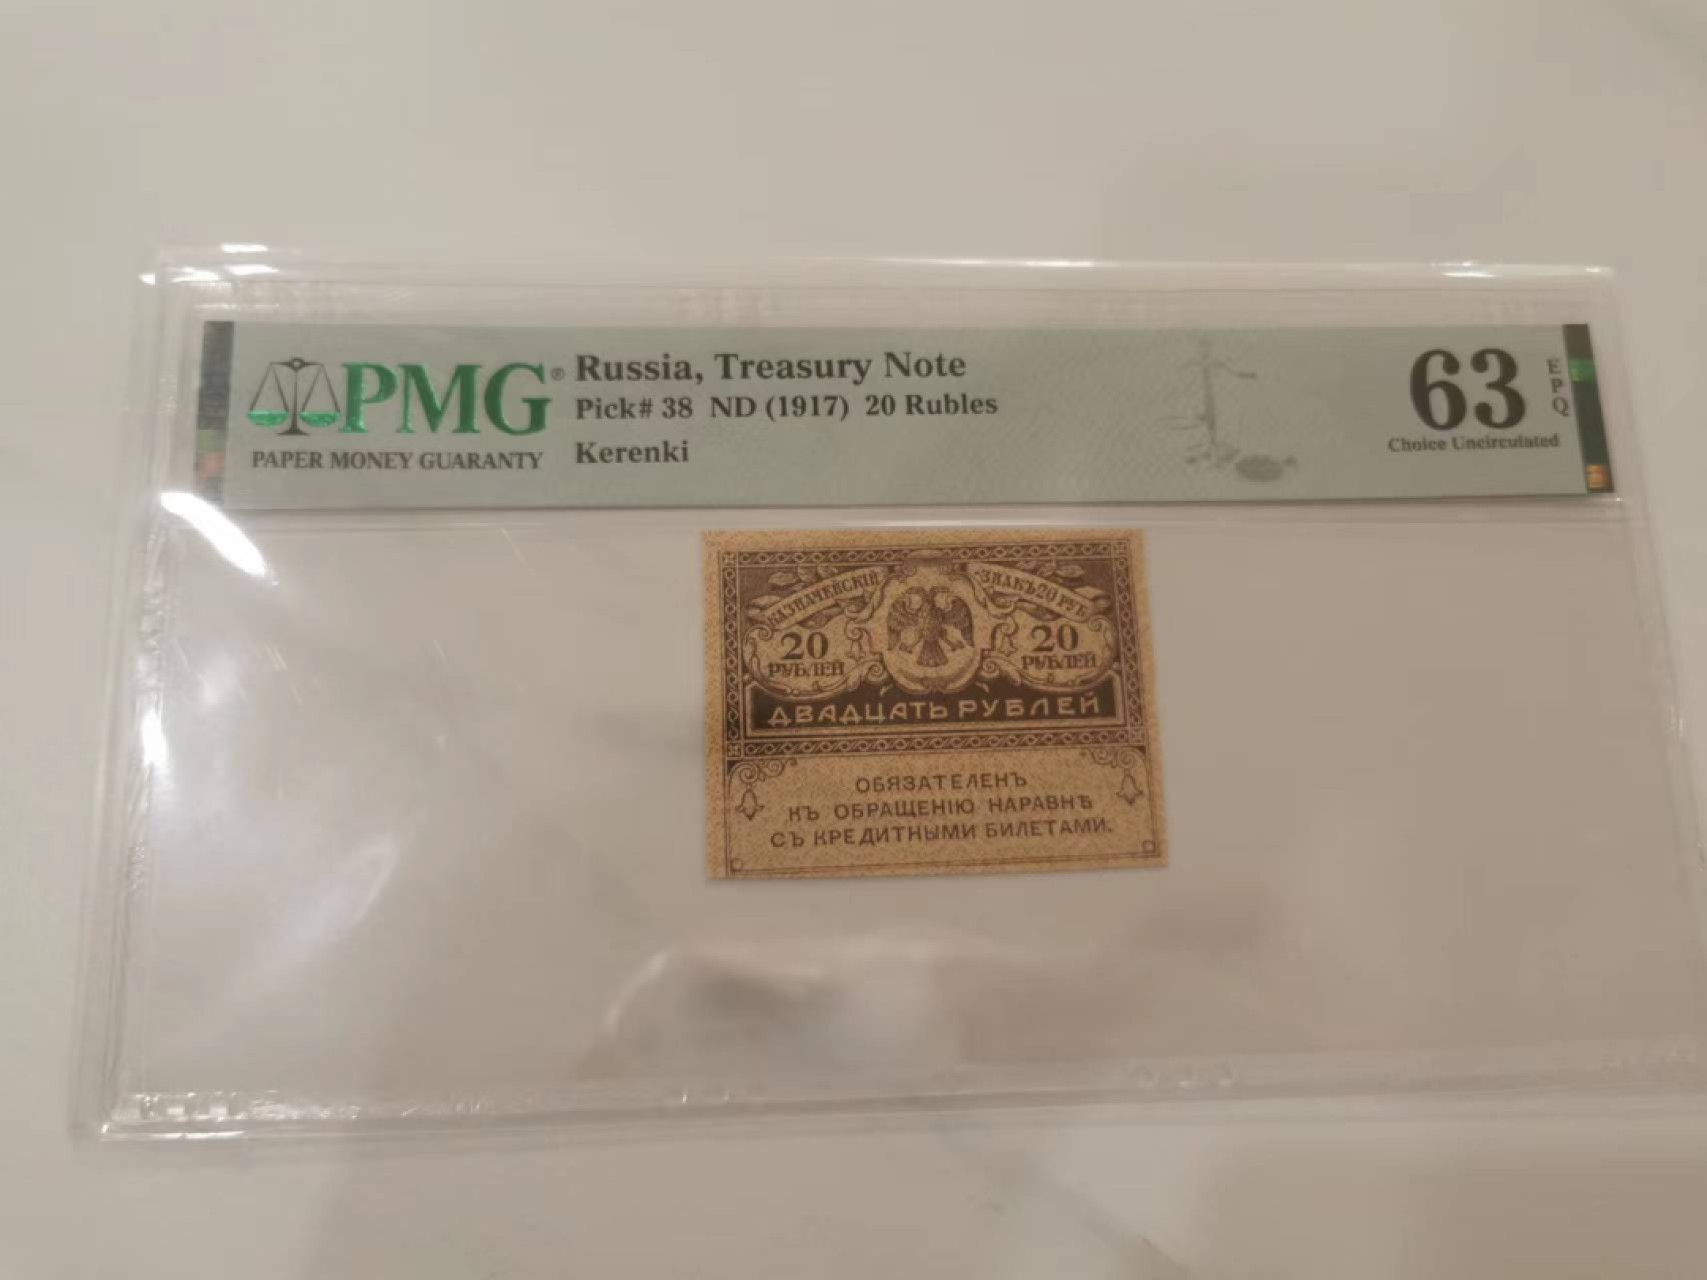 PMG®
PAPER MONEY GUARANTY
Russia, Treasury Note
Pick# 38 ND (1917) 20 Rubles
Kerenki
63 EPQ
Choice Uncirculated
КАЗНАЧЕЙСКІЙ ЗНАКЪ 20 РУБ.
20 РУБЛЕЙ
20 РУБЛЕЙ
ДВАДЦАТЬ РУБЛЕЙ
ОБЯЗАТЕЛЕНЪ
КЪ ОБРАЩЕНІЮ НАРАВНѢ
СЪ КРЕДИТНЫМИ БИЛЕТАМИ.